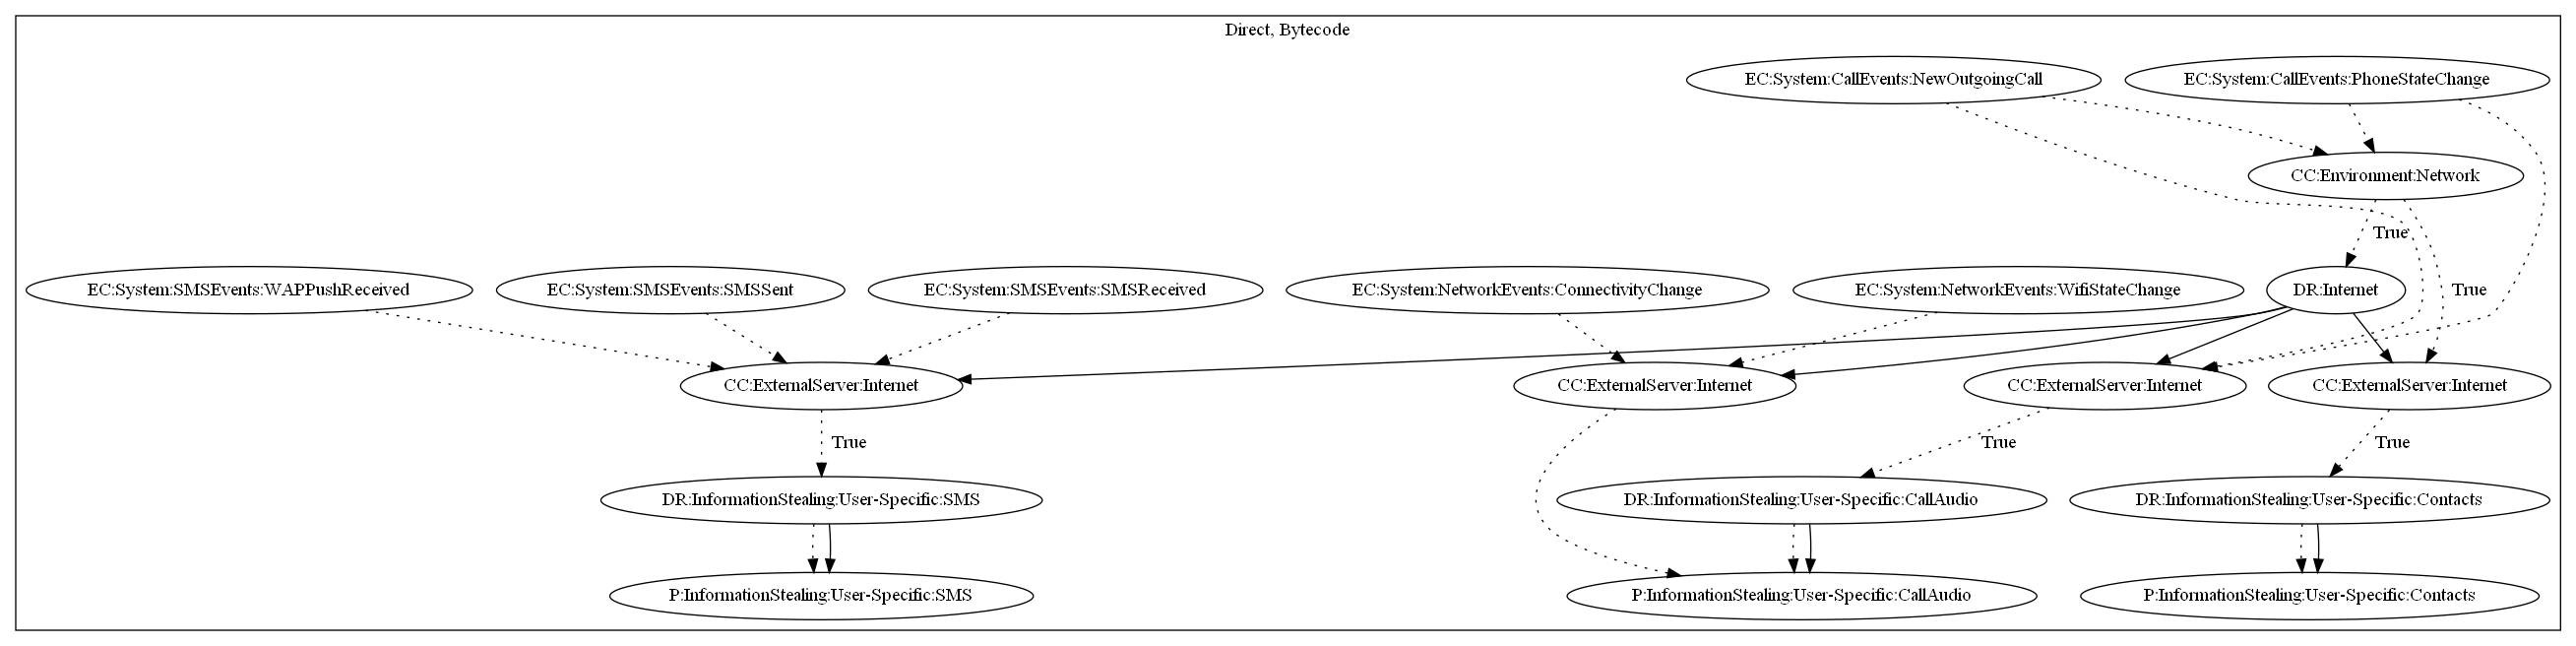 Direct, Bytecode
EC:System:CallEvents:NewOutgoingCall
EC:System:CallEvents:PhoneStateChange
CC:Environment:Network
True
EC:System:SMSEvents:WAPPushReceived
EC:System:SMSEvents:SMSSent
EC:System:SMSEvents:SMSReceived
EC:System:NetworkEvents:ConnectivityChange
EC:System:NetworkEvents:WifiStateChange
DR:Internet
True
CC:ExternalServer:Internet
CC:ExternalServer:Internet
CC:ExternalServer:Internet
CC:ExternalServer:Internet
True
True
True
DR:InformationStealing:User-Specific:SMS
DR:InformationStealing:User-Specific:CallAudio
DR:InformationStealing:User-Specific:Contacts
P:InformationStealing:User-Specific:SMS
P:InformationStealing:User-Specific:CallAudio
P:InformationStealing:User-Specific:Contacts